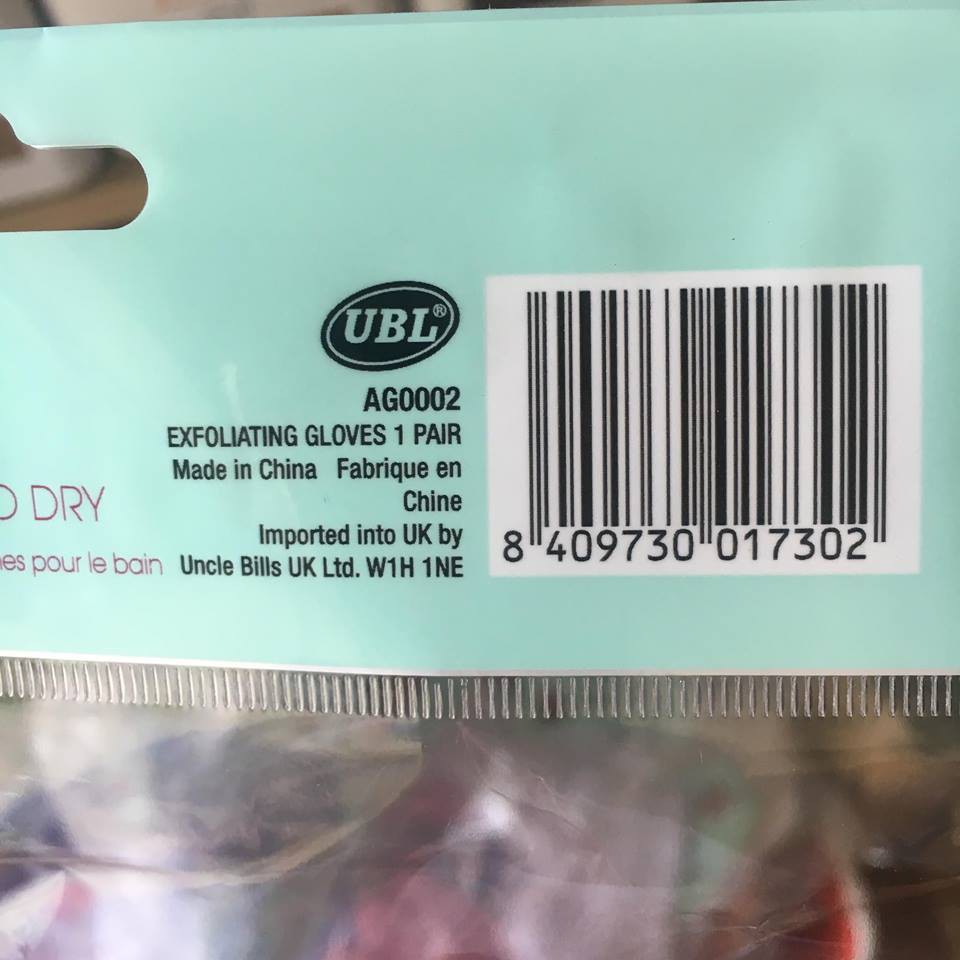 UBL®
AG0002
EXFOLIATING GLOVES 1 PAIR
Made in China Fabrique en
Chine
Imported into UK by
Uncle Bills UK Ltd. W1H 1NE
DRY
pour le bain
8 409730 017302